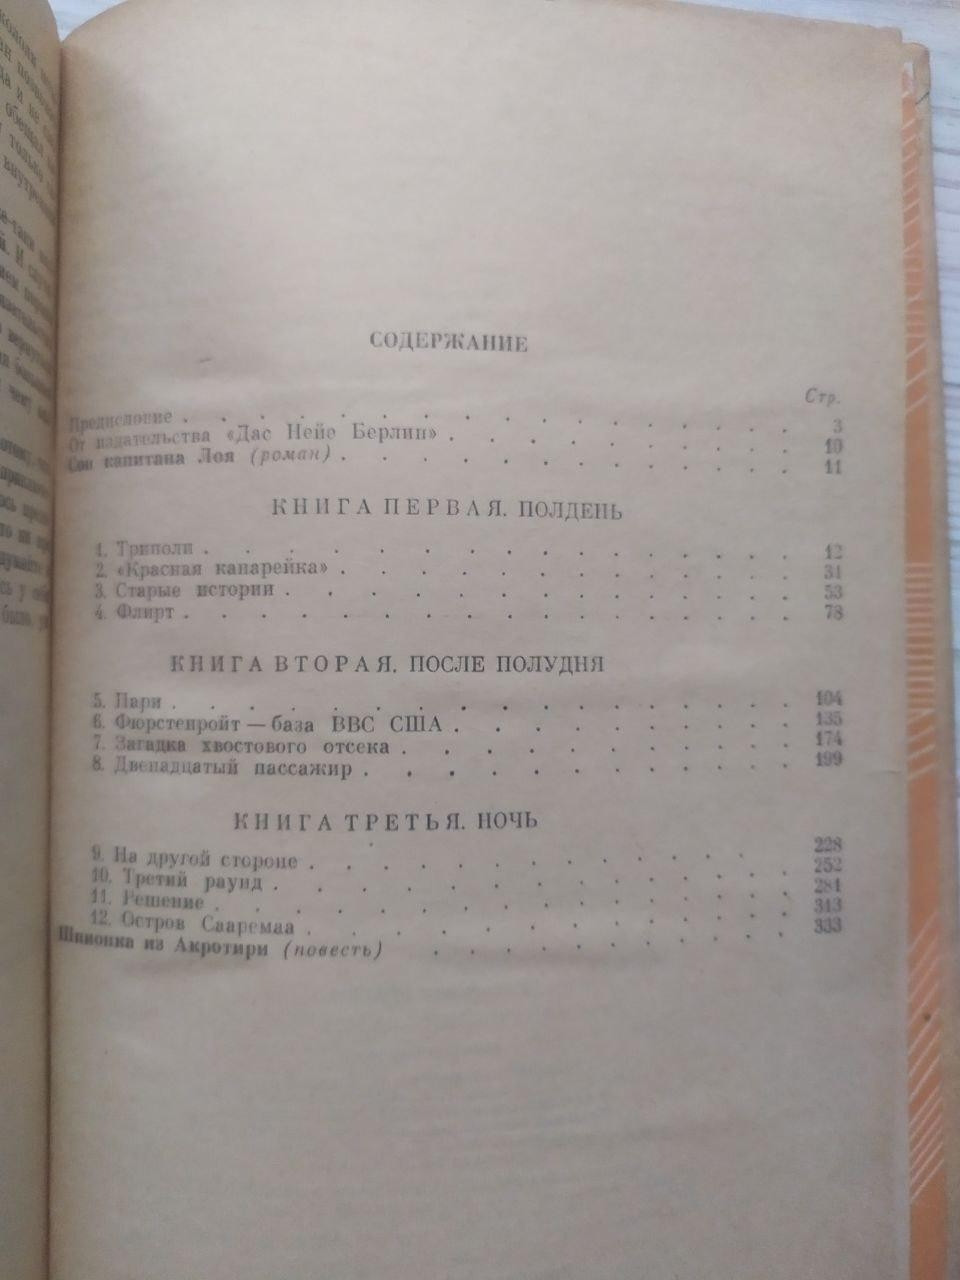 СОДЕРЖАНИЕ
Стр.
Предисловие . . . . . . . . . . . . . . . 3
От издательства «Дас Нейе Берлин» . . . . . . . . . 10
Сон капитана Лоя (роман) . . . . . . . . . . . . 11
КНИГА ПЕРВАЯ. ПОЛДЕНЬ
1. Триполи . . . . . . . . . . . . . . 12
2. «Красная канарейка» . . . . . . . . . . . . 31
3. Старые истории . . . . . . . . . . . . 53
4. Флирт . . . . . . . . . . . . . . . 78
КНИГА ВТОРАЯ. ПОСЛЕ ПОЛУДНЯ
5. Пари . . . . . . . . . . . . . . . 104
6. Фюрстенройт — база ВВС США . . . . . . . . . 135
7. Загадка хвостового отсека . . . . . . . . . . 174
8. Двенадцатый пассажир . . . . . . . . . . . 199
КНИГА ТРЕТЬЯ. НОЧЬ
9. На другой стороне . . . . . . . . . . . . 228
10. Третий раунд . . . . . . . . . . . . . 252
11. Решение . . . . . . . . . . . . . . 281
12. Остров Сааремаа . . . . . . . . . . . . 313
Шпионка из Акротири (повесть) . . . . . . . . . 333